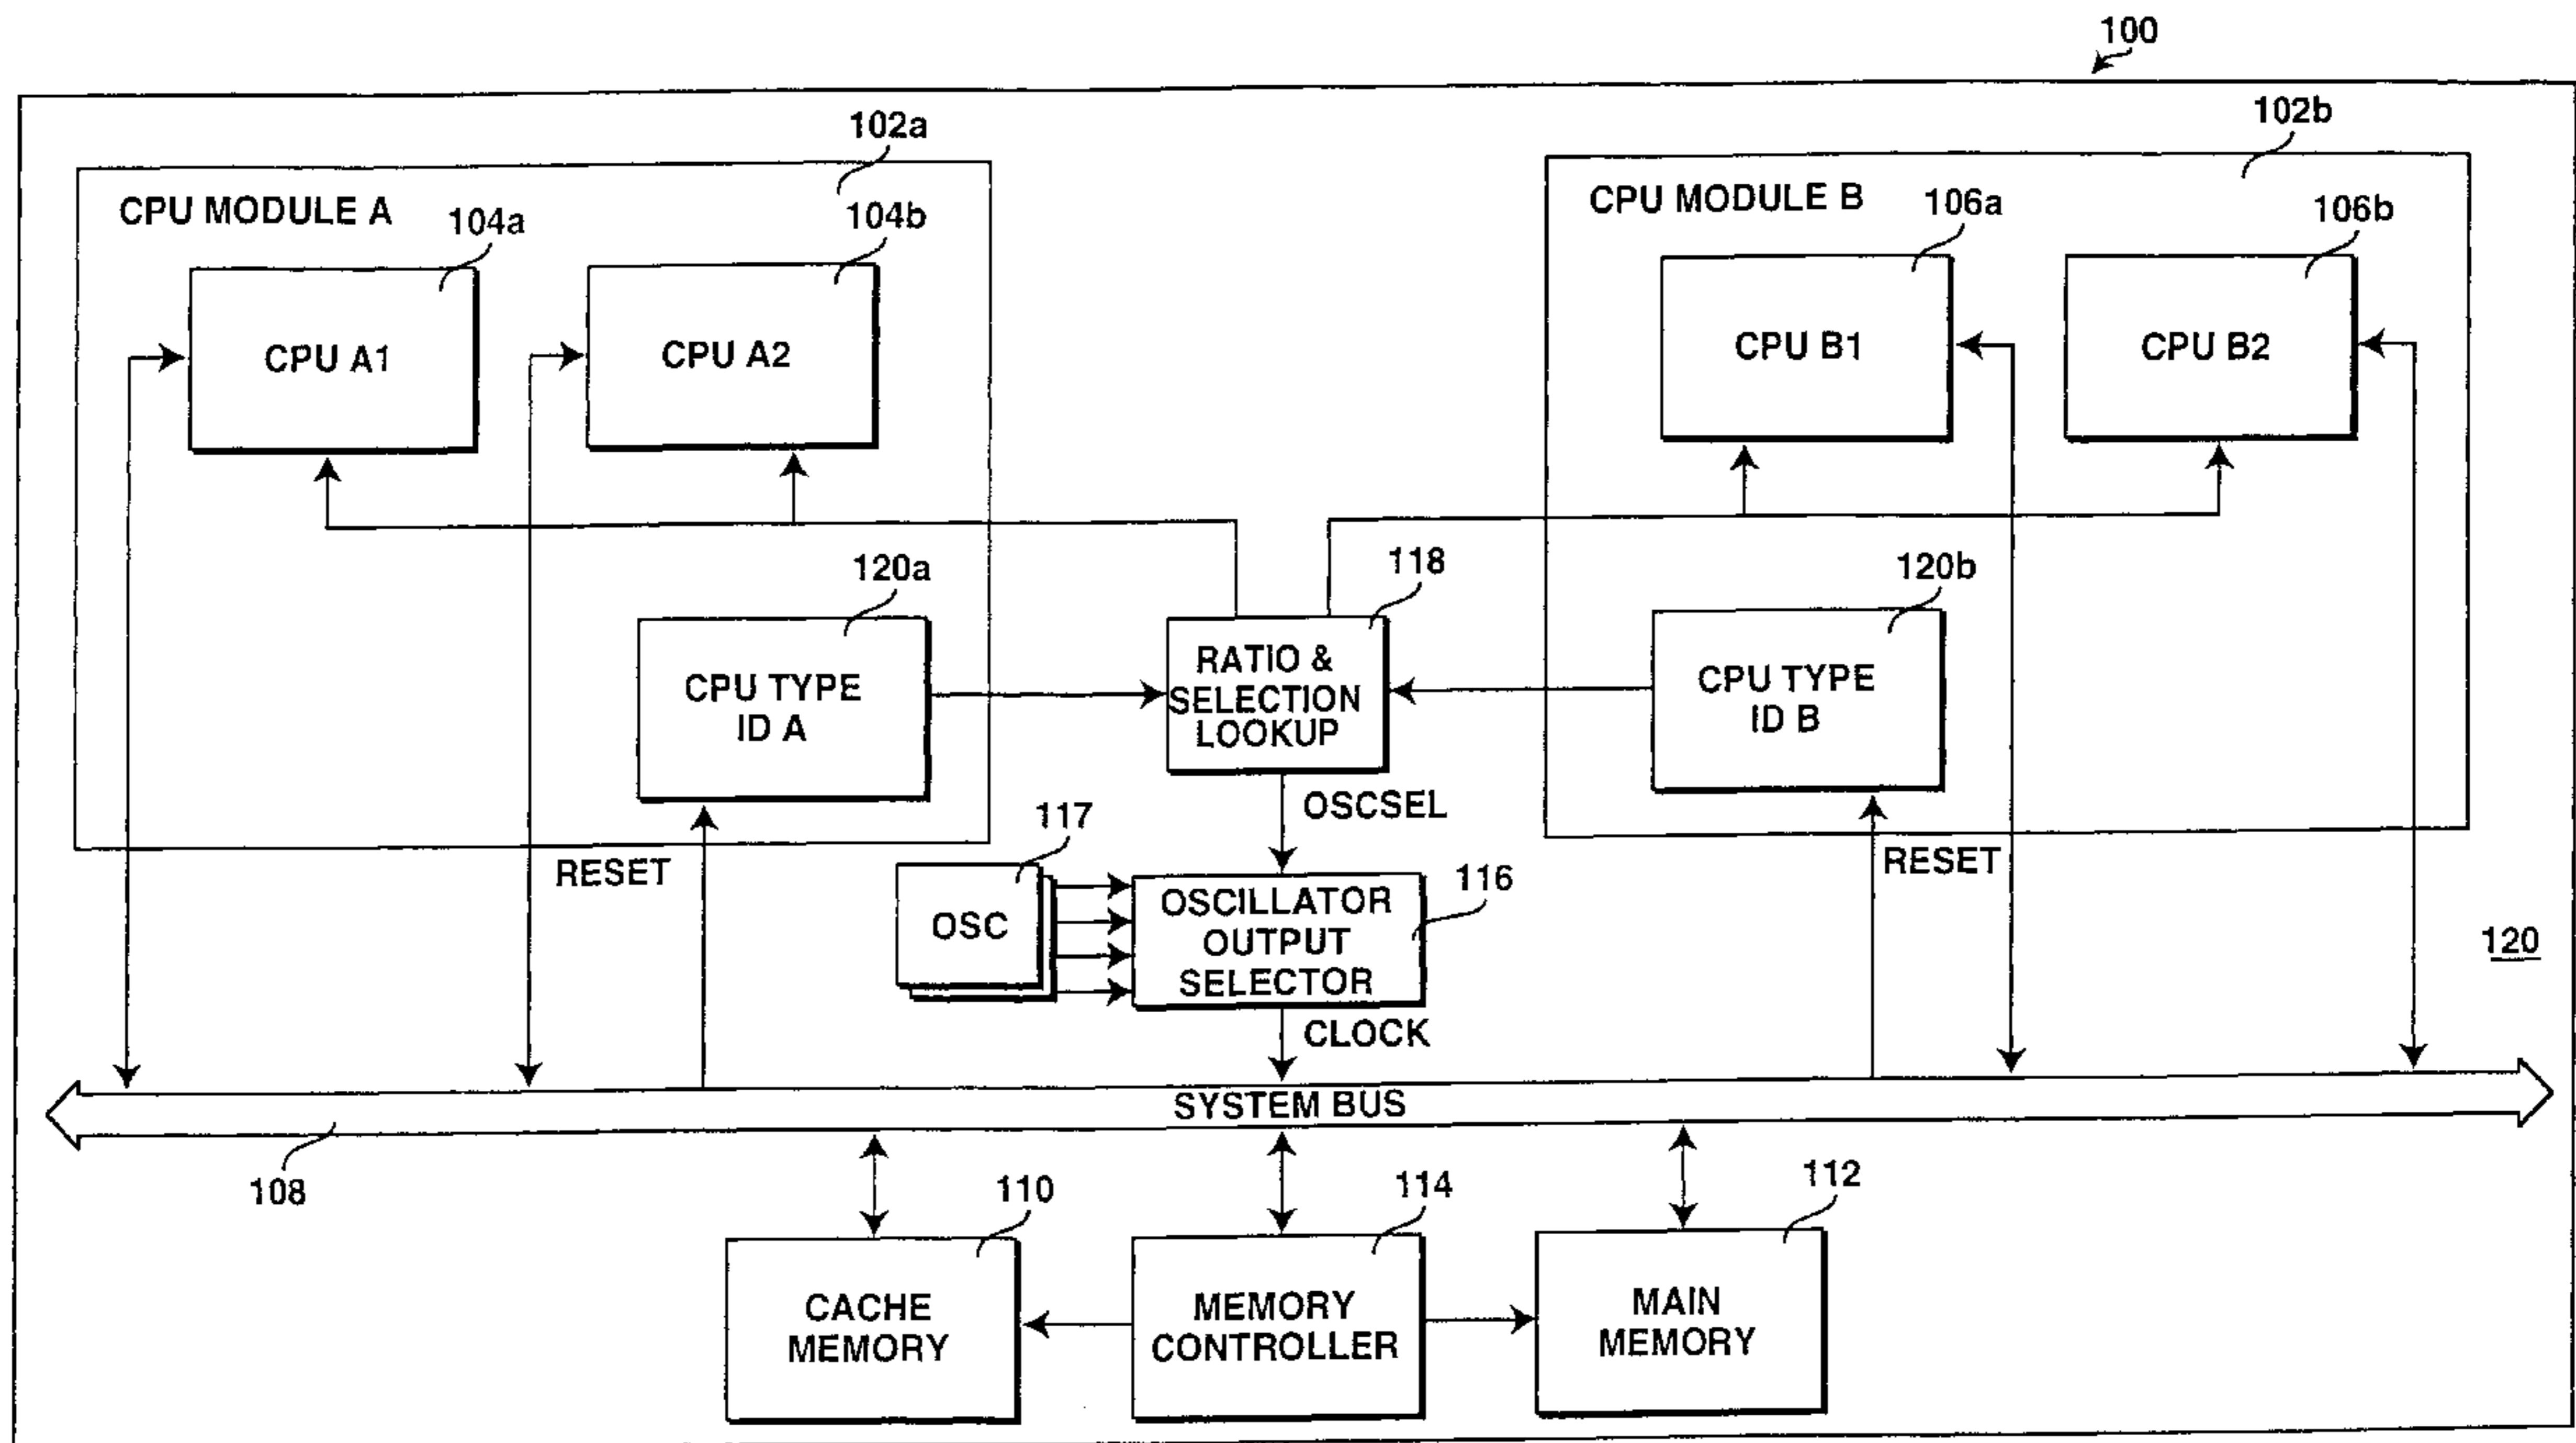 100
102a
102b
CPU MODULE A
104a
104b
CPU MODULE B
106a
106b
CPU A1
CPU A2
CPU B1
CPU B2
120a
118
120b
CPU TYPE
ID A
RATIO &
SELECTION
LOOKUP
CPU TYPE
ID B
OSCSEL
117
RESET
RESET
116
OSC
OSCILLATOR
OUTPUT
SELECTOR
120
CLOCK
SYSTEM BUS
108
110
114
112
CACHE
MEMORY
MEMORY
CONTROLLER
MAIN
MEMORY